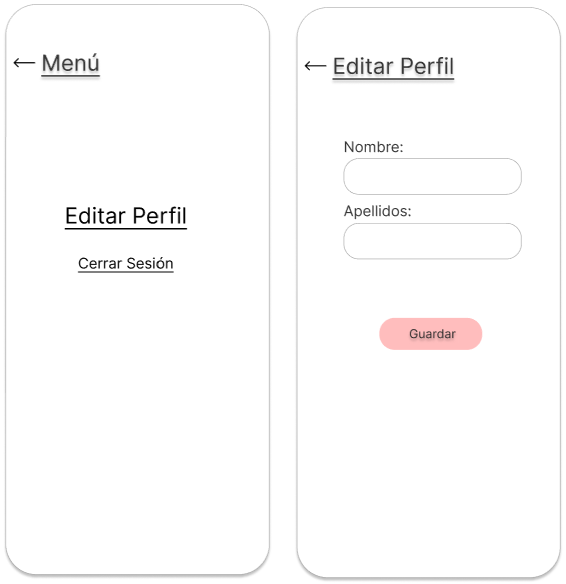 ← Menú
Editar Perfil
Cerrar Sesión
← Editar Perfil
Nombre:
Apellidos:
Guardar